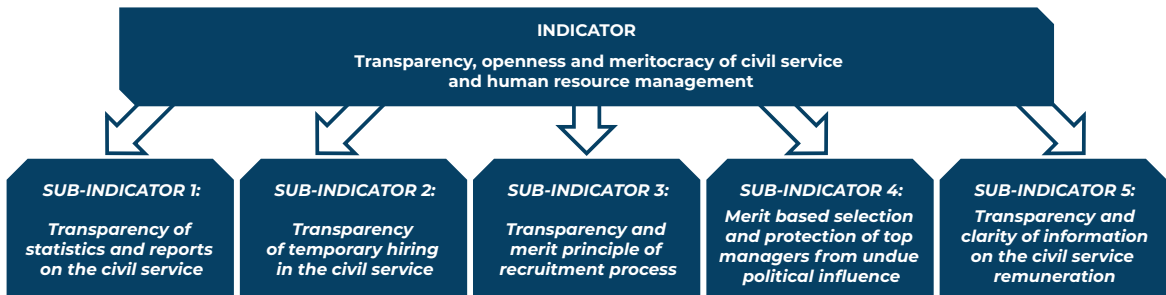 INDICATOR
Transparency, openness and meritocracy of civil service
and human resource management
SUB-INDICATOR 1:
Transparency of
statistics and reports
on the civil service
SUB-INDICATOR 2:
Transparency
of temporary hiring
in the civil service
SUB-INDICATOR 3:
Transparency and
merit principle of
recruitment process
SUB-INDICATOR 4:
Merit based selection
and protection of top
managers from undue
political influence
SUB-INDICATOR 5:
Transparency and
clarity of information
on the civil service
remuneration